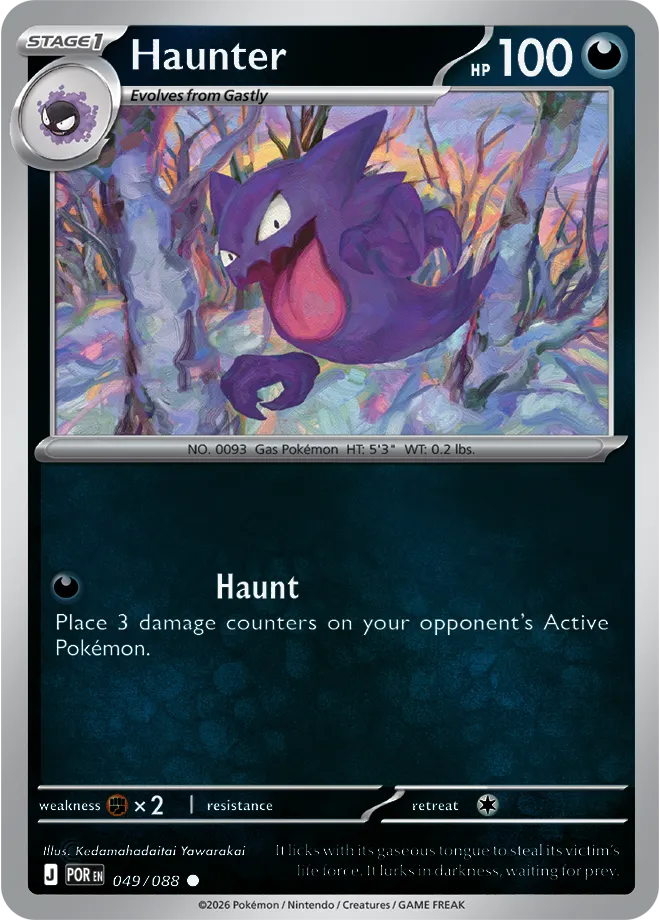 STAGE1
Haunter
HP 100
Evolves from Gastly
NO. 0093 Gas Pokémon HT: 5'3" WT: 0.2 lbs.
Haunt
Place 3 damage counters on your opponent's Active
Pokémon.
weakness ×2 resistance retreat
Illus. Kedamahadaitai Yawarakai
It licks with its gaseous tongue to steal its victim's
life force. It lurks in darkness, waiting for prey.
J POR EN 049/088
©2026 Pokémon / Nintendo / Creatures / GAME FREAK